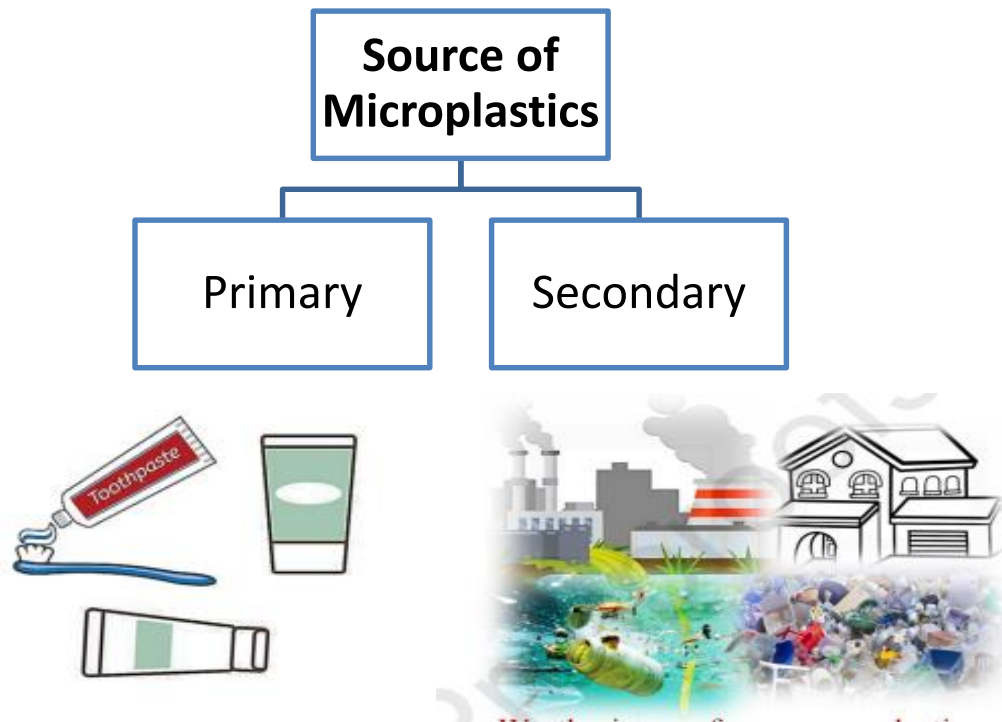 Source of
Microplastics
Primary
Secondary
Toothpaste